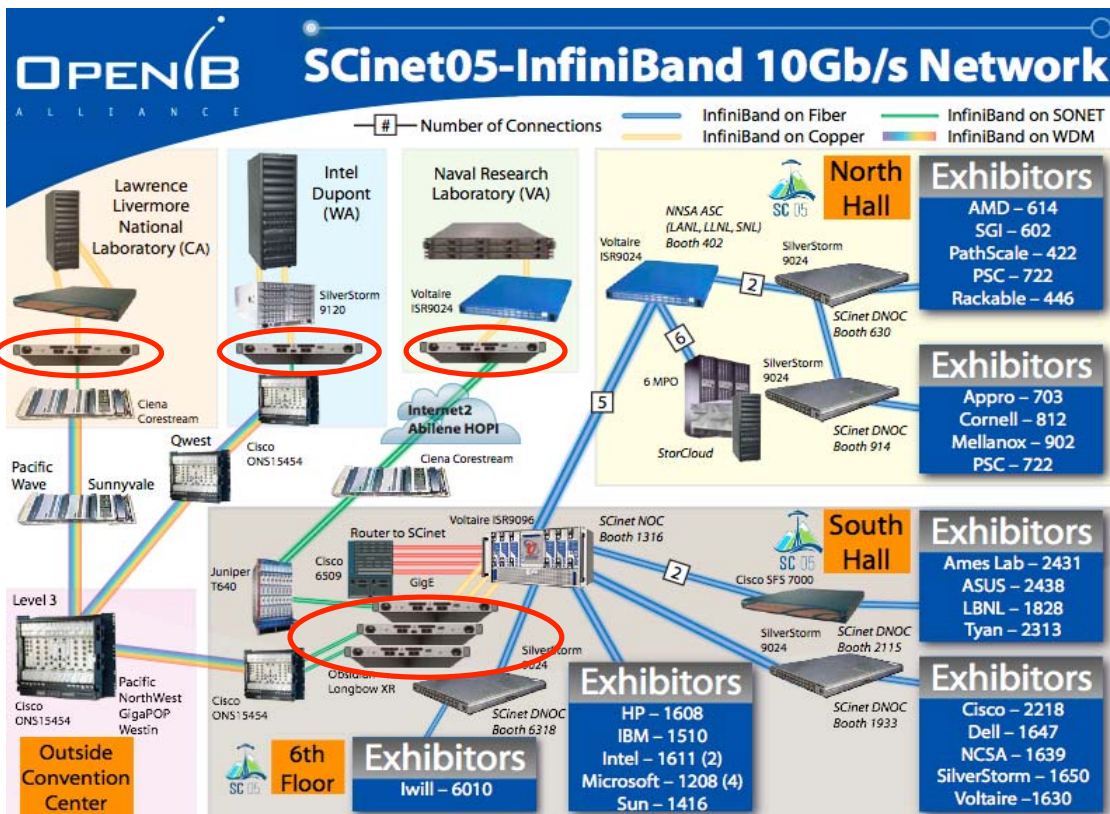 OPENIB
ALLIANCE
SCinet05-InfiniBand 10Gb/s Network
# Number of Connections
InfiniBand on Fiber
InfiniBand on SONET
InfiniBand on Copper
InfiniBand on WDM
Lawrence
Livermore
National
Laboratory (CA)
Ciena
Corestream
Pacific
Wave
Sunnyvale
Intel
Dupont
(WA)
SilverStorm
9120
Cisco
ONS15454
Qwest
Naval Research
Laboratory (VA)
Voltaire
ISR9024
Internet2
Abilene HOPI
Ciena Corestream
SC 05
North
Hall
NNSA ASC
(LANL, LLNL, SNL)
Booth 402
Voltaire
ISR9024
2
SilverStorm
9024
SCinet DNOC
Booth 630
6
6 MPO
StorCloud
5
SilverStorm
9024
SCinet DNOC
Booth 914
Exhibitors
AMD – 614
SGI – 602
PathScale – 422
PSC – 722
Rackable – 446
Exhibitors
Appro – 703
Cornell – 812
Mellanox – 902
PSC – 722
Level 3
Cisco
ONS15454
Pacific
NorthWest
GigaPOP
Westin
Outside
Convention
Center
Juniper
T640
Router to SCinet
Cisco
6509
GigE
Voltaire ISR9096
SCinet NOC
Booth 1316
SC 05
South
Hall
2
Cisco SFS 7000
SCinet DNOC
Booth 2115
SilverStorm
9024
SCinet DNOC
Booth 1933
Cisco
ONS15454
Obsidian
Longbow XR
SilverStorm
9024
SCinet DNOC
Booth 6318
SC 05
6th
Floor
Exhibitors
Iwill – 6010
Exhibitors
HP – 1608
IBM – 1510
Intel – 1611 (2)
Microsoft – 1208 (4)
Sun – 1416
Exhibitors
Ames Lab – 2431
ASUS – 2438
LBNL – 1828
Tyan – 2313
Exhibitors
Cisco – 2218
Dell – 1647
NCSA – 1639
SilverStorm – 1650
Voltaire – 1630